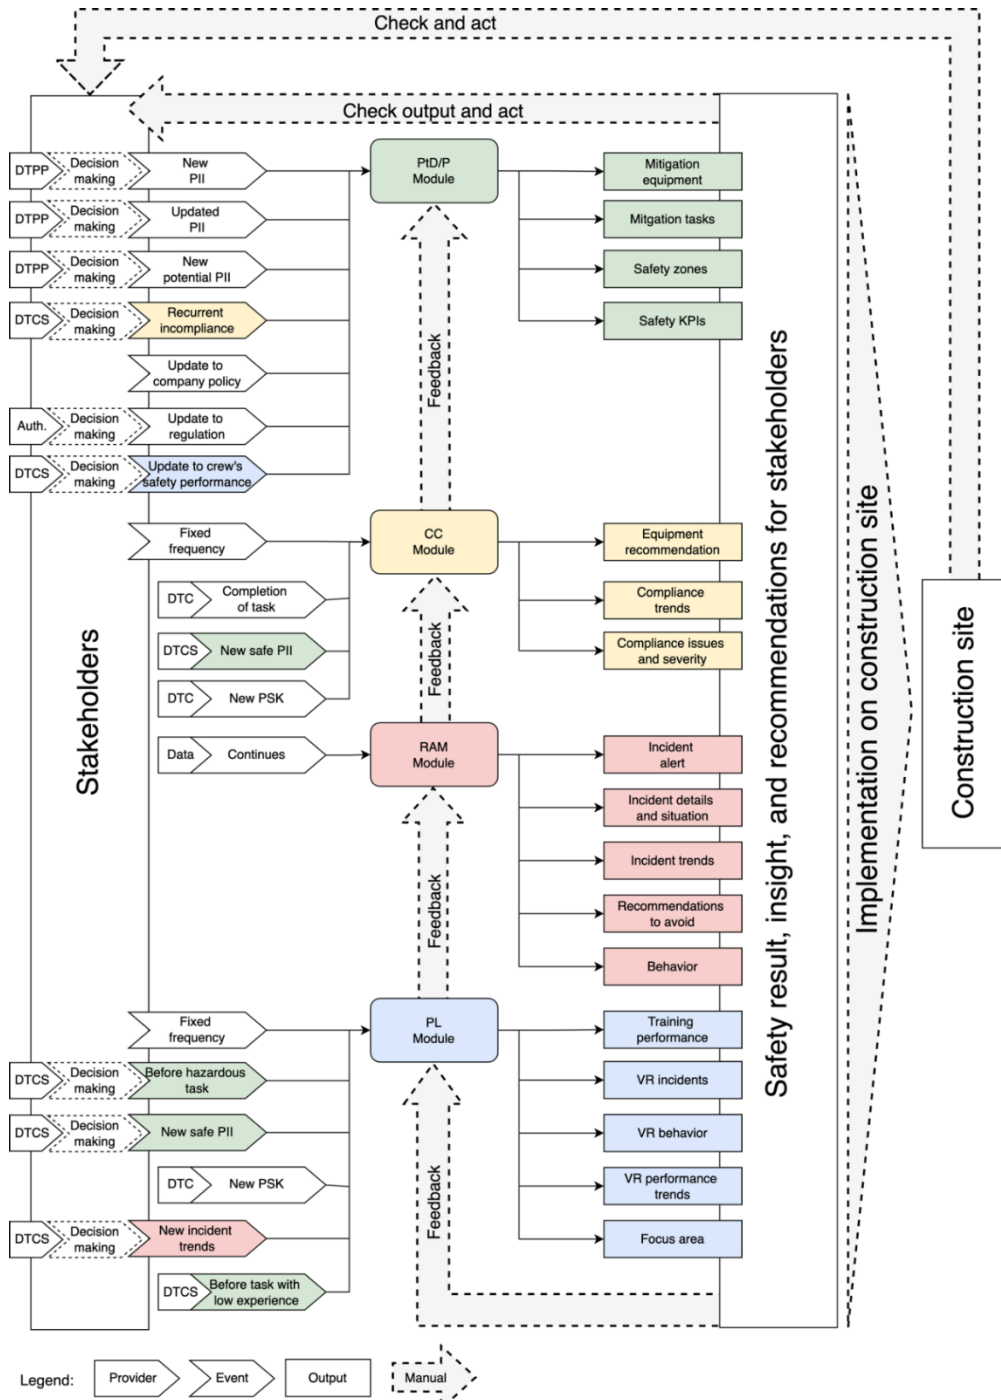 Check and act
Check output and act
DTPP
Decision
making
New
PII
PtD/P
Module
Mitigation
equipment
DTPP
Decision
making
Updated
PII
Mitgation tasks
DTPP
Decision
making
New
potential PII
Safety zones
DTCS
Decision
making
Recurrent
incompliance
Safety KPIs
Update to
company policy
Auth.
Decision
making
Update to
regulation
DTCS
Decision
making
Update to crew's
safety performance
Feedback
Fixed
frequency
CC
Module
Equipment
recommendation
DTC
Completion
of task
Compliance
trends
DTCS
New safe PII
Compliance issues
and severity
DTC
New PSK
Feedback
Data
Continues
RAM
Module
Incident
alert
Incident details
and situation
Incident trends
Recommendations
to avoid
Behavior
Feedback
Fixed
frequency
PL
Module
Training
performance
DTCS
Decision
making
Before hazardous
task
VR incidents
DTCS
Decision
making
New safe PII
VR behavior
DTC
New PSK
VR performance
trends
DTCS
Decision
making
New incident
trends
Focus area
DTCS
Before task with
low experience
Feedback
Stakeholders
Safety result, insight, and recommendations for stakeholders
Implementation on construction site
Construction site
Legend:
Provider
Event
Output
Manual